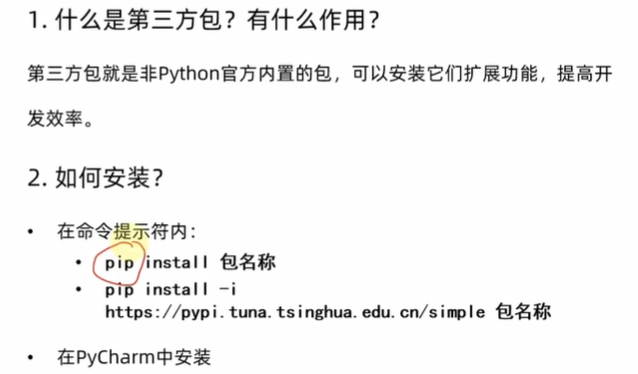 1. 什么是第三方包？有什么作用？
第三方包就是非Python官方内置的包，可以安装它们扩展功能，提高开
发效率。
2. 如何安装？
• 在命令提示符内：
• pip install 包名称
• pip install -i
https://pypi.tuna.tsinghua.edu.cn/simple 包名称
• 在PyCharm中安装